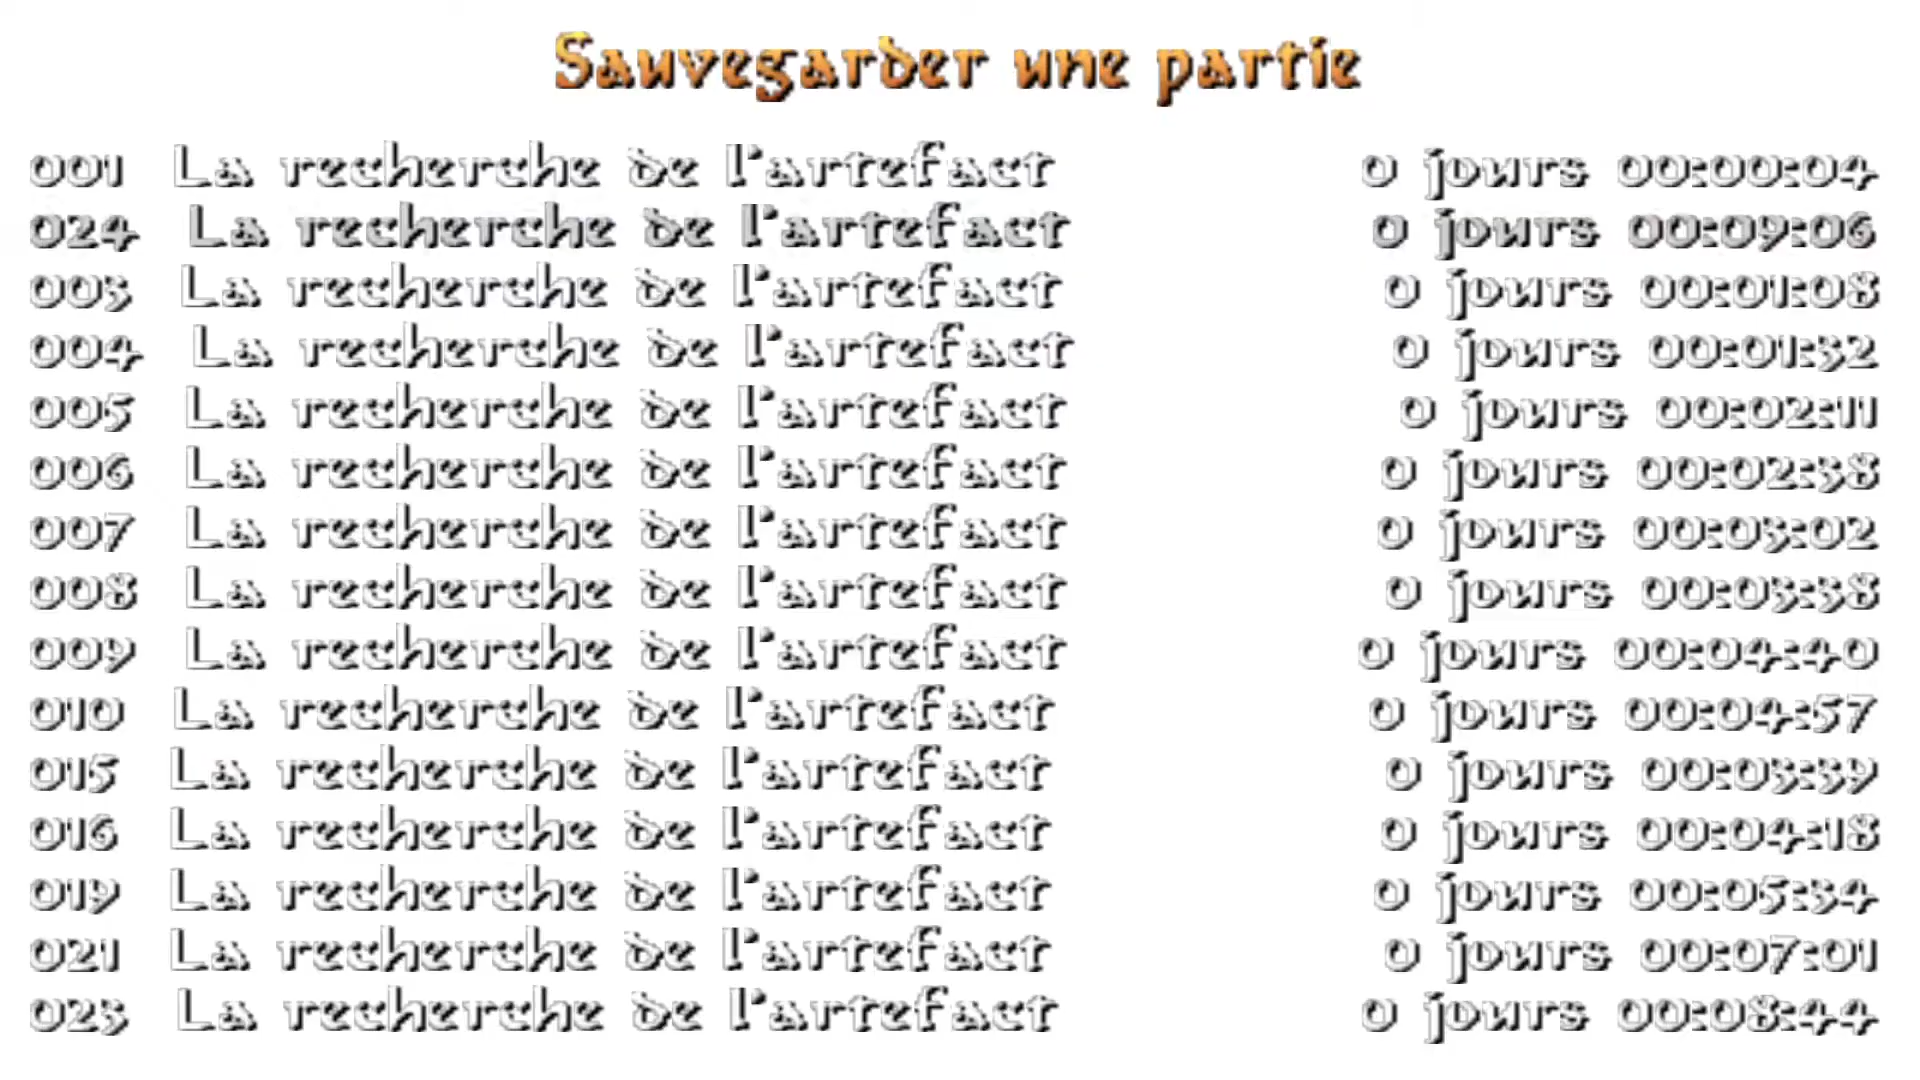 Sauvegarder une partie
001 La recherche de l'artefact 0 jours 00:00:04
024 La recherche de l'artefact 0 jours 00:09:06
003 La recherche de l'artefact 0 jours 00:01:08
004 La recherche de l'artefact 0 jours 00:01:32
005 La recherche de l'artefact 0 jours 00:02:11
006 La recherche de l'artefact 0 jours 00:02:38
007 La recherche de l'artefact 0 jours 00:03:02
008 La recherche de l'artefact 0 jours 00:03:38
009 La recherche de l'artefact 0 jours 00:04:40
010 La recherche de l'artefact 0 jours 00:04:57
015 La recherche de l'artefact 0 jours 00:03:39
016 La recherche de l'artefact 0 jours 00:04:18
019 La recherche de l'artefact 0 jours 00:05:34
021 La recherche de l'artefact 0 jours 00:07:01
023 La recherche de l'artefact 0 jours 00:08:44